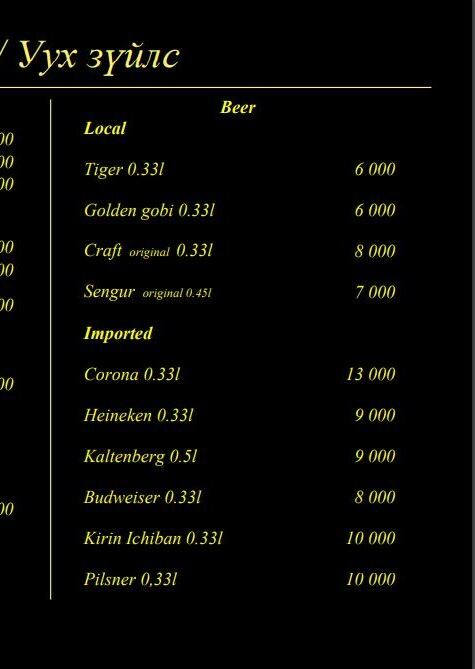 / Уух зүйлс
Beer
Local
Tiger 0.33l 6 000
Golden gobi 0.33l 6 000
Craft original 0.33l 8 000
Sengur original 0.45l 7 000
Imported
Corona 0.33l 13 000
Heineken 0.33l 9 000
Kaltenberg 0.5l 9 000
Budweiser 0.33l 8 000
Kirin Ichiban 0.33l 10 000
Pilsner 0,33l 10 000
00
00
00
00
00
00
00
00